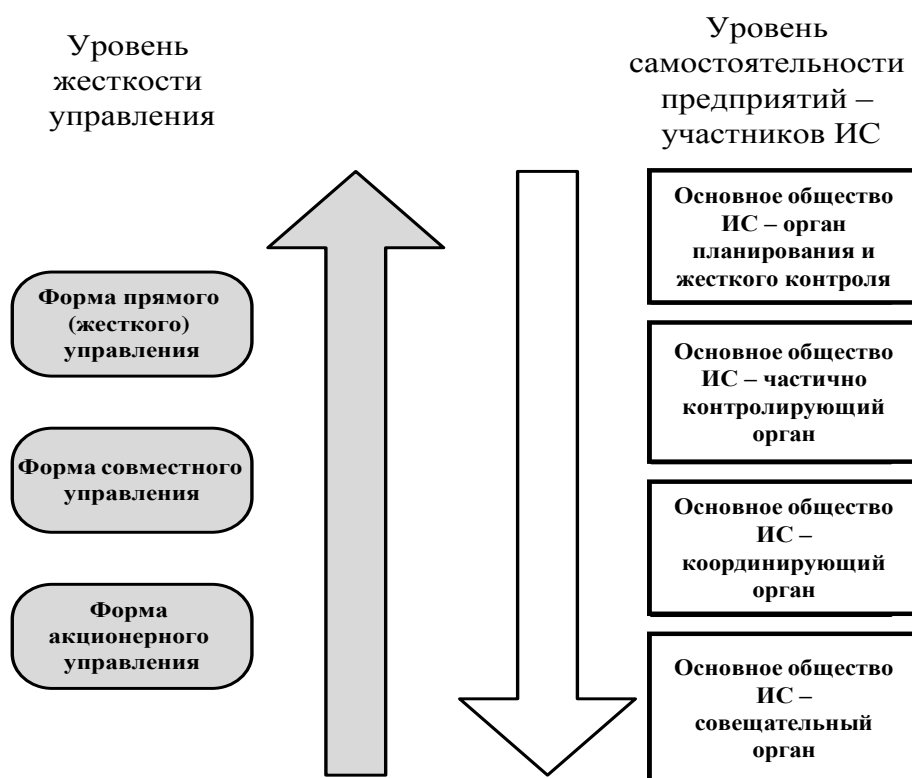 Уровень
жесткости
управления
Уровень
самостоятельности
предприятий –
участников ИС
Форма прямого
(жесткого)
управления
Форма совместного
управления
Форма
акционерного
управления
Основное общество
ИС – орган
планирования и
жесткого контроля
Основное общество
ИС – частично
контролирующий
орган
Основное общество
ИС –
координирующий
орган
Основное общество
ИС –
совещательный
орган